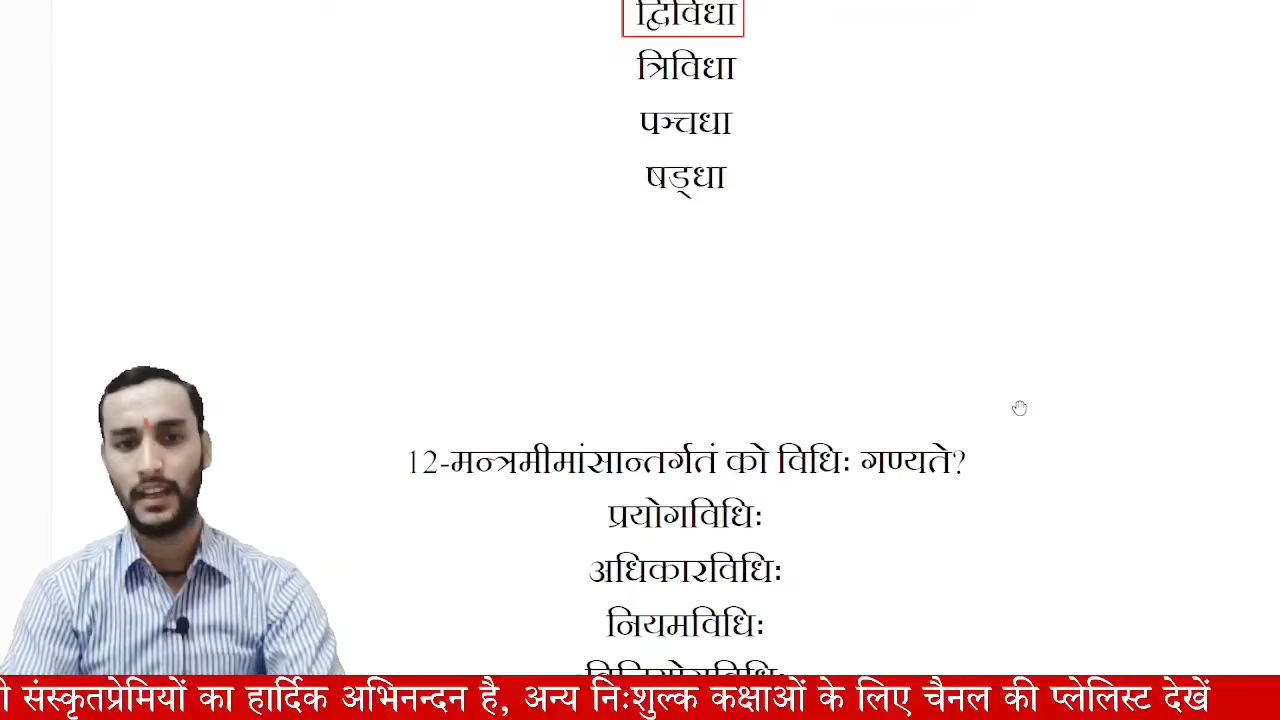 द्विविधा
त्रिविधा
पञ्चधा
षड्धा
12-मन्त्रमीमांसान्तर्गतं को विधिः गण्यते?
प्रयोगविधिः
अधिकारविधिः
नियमविधिः
विनियोगविधिः
संस्कृतप्रेमियों का हार्दिक अभिनन्दन है, अन्य निःशुल्क कक्षाओं के लिए चैनल की प्लेलिस्ट देखें